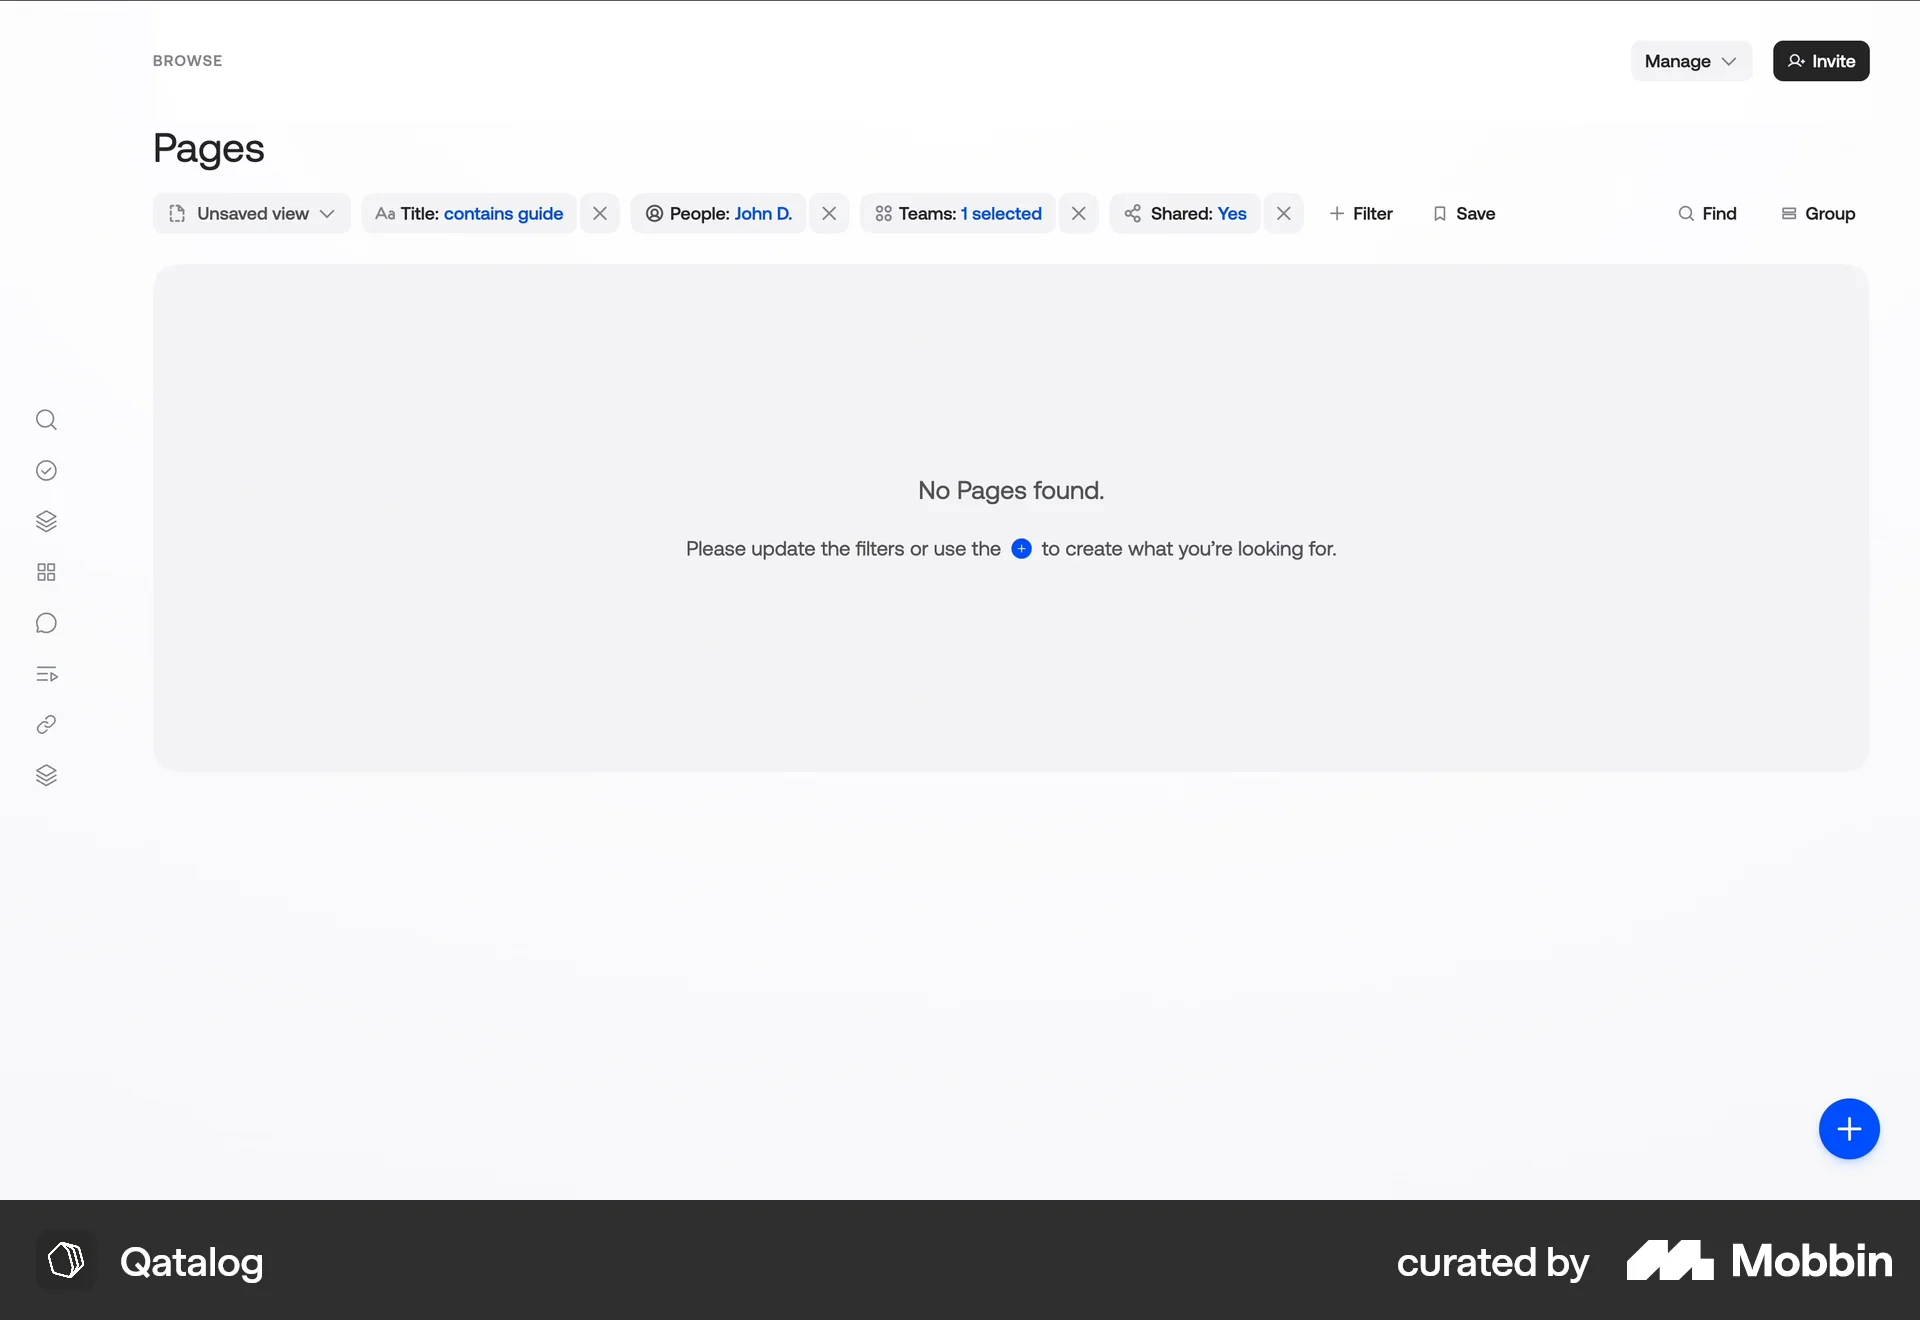 BROWSE
Manage
Invite
Pages
Unsaved view
Aa Title: contains guide
People: John D.
Teams: 1 selected
Shared: Yes
Filter
Save
Find
Group
No Pages found.
Please update the filters or use the + to create what you’re looking for.
Qatalog
curated by Mobbin